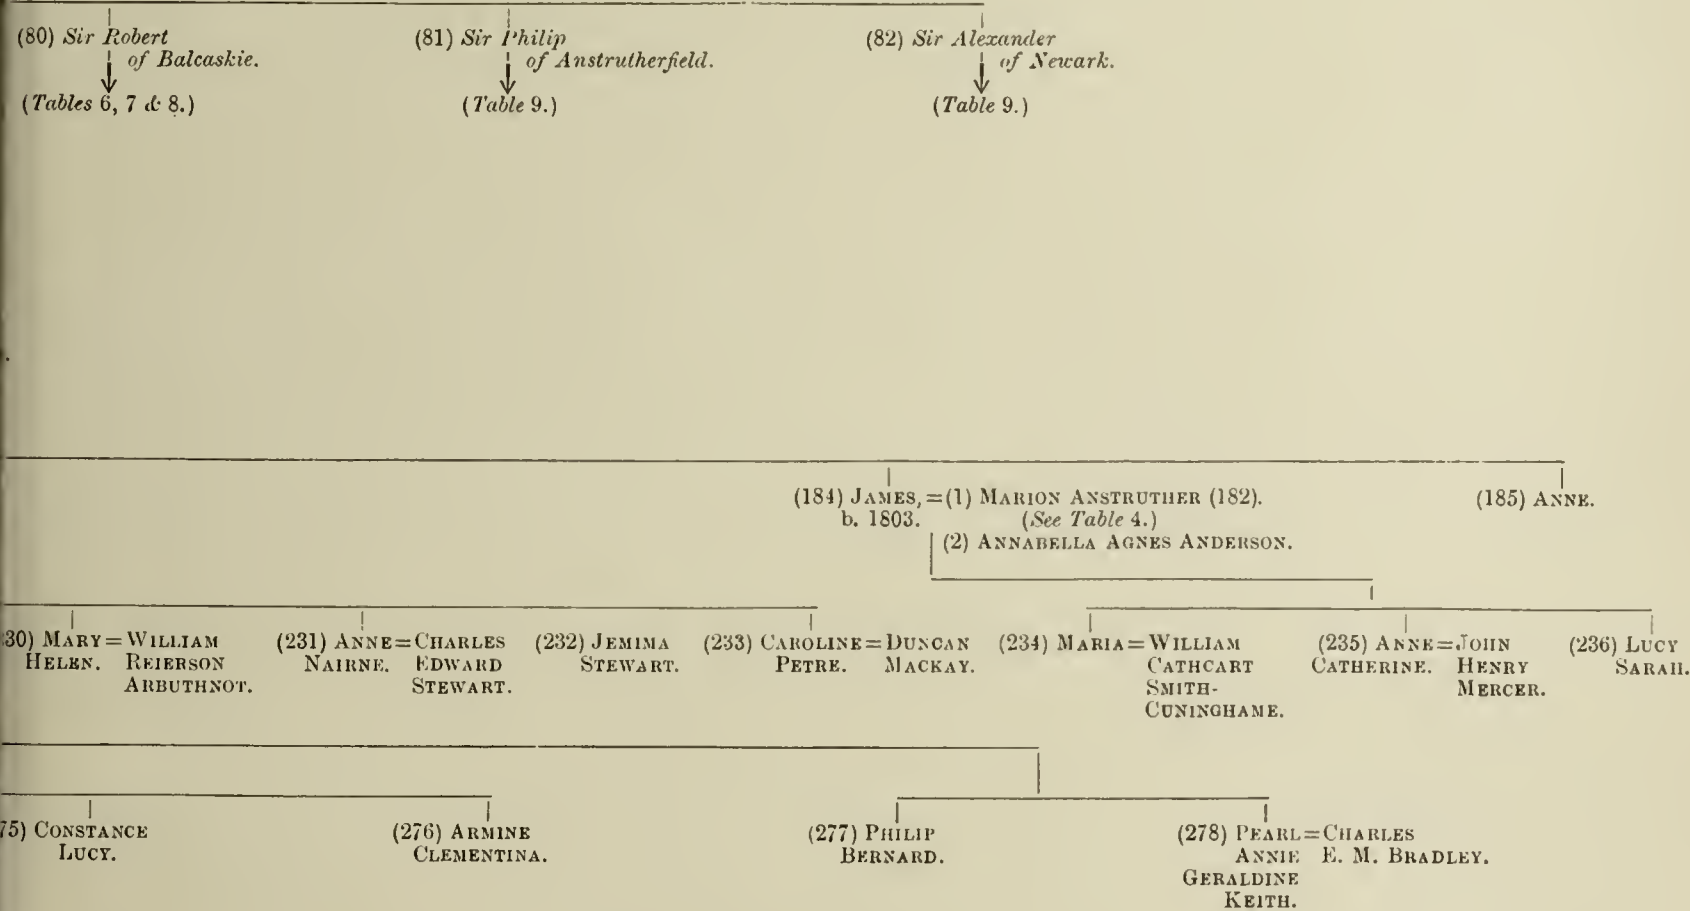 (80) Sir Robert (81) Sir Philip (82) Sir Alexander
of Balcaskie. of Anstrutherfield. of Newark.
(Tables 6, 7 & 8.) (Table 9.) (Table 9.)
(184) JAMES, = (1) MARION ANSTRUTHER (182). (185) ANNE.
b. 1803. (See Table 4.)
(2) ANNABELLA AGNES ANDERSON.
30) MARY = WILLIAM (231) ANNE = CHARLES (232) JEMIMA (233) CAROLINE = DUNCAN (234) MARIA = WILLIAM (235) ANNE = JOHN (236) LUCY
HELEN. REIERSON NAIRNE. EDWARD STEWART. PETRE. MACKAY. CATHCART CATHERINE. HENRY SARAH.
ARBUTHNOT. STEWART. SMITH- MERCER.
CUNINGHAME.
75) CONSTANCE (276) ARMINE (277) PHILIP (278) PEARL = CHARLES
LUCY. CLEMENTINA. BERNARD. ANNIE E. M. BRADLEY.
GERALDINE
KEITH.